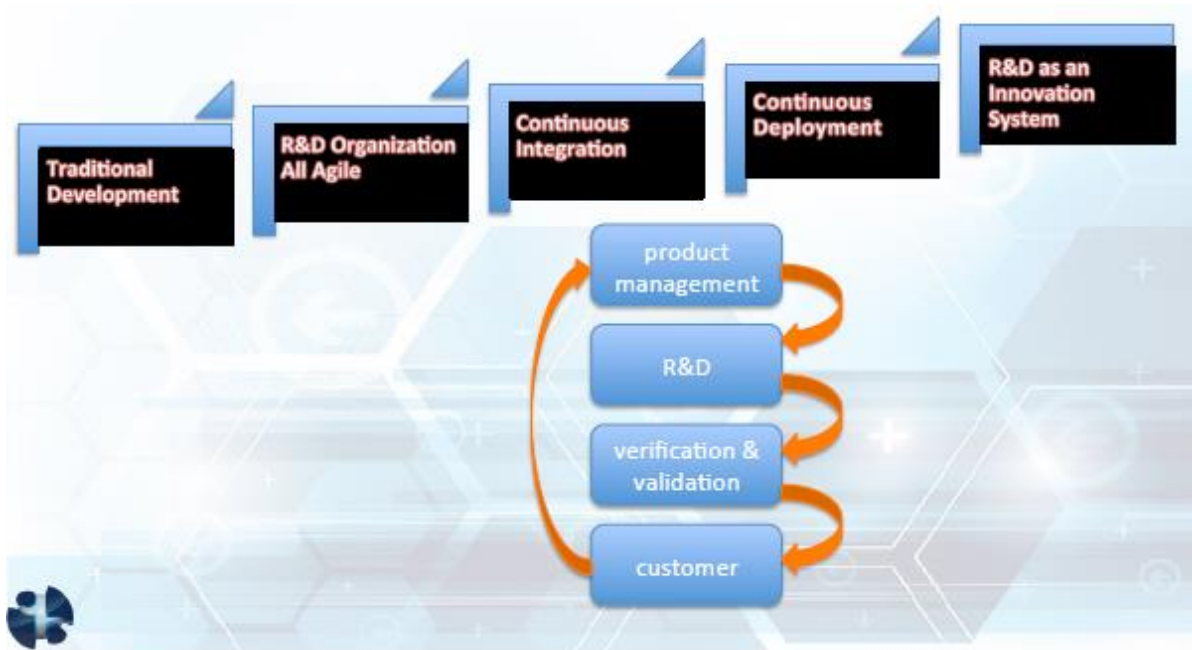 Traditional
Development
R&D Organization
All Agile
Continuous
Integration
Continuous
Deployment
R&D as an
Innovation
System
product
management
R&D
verification &
validation
customer